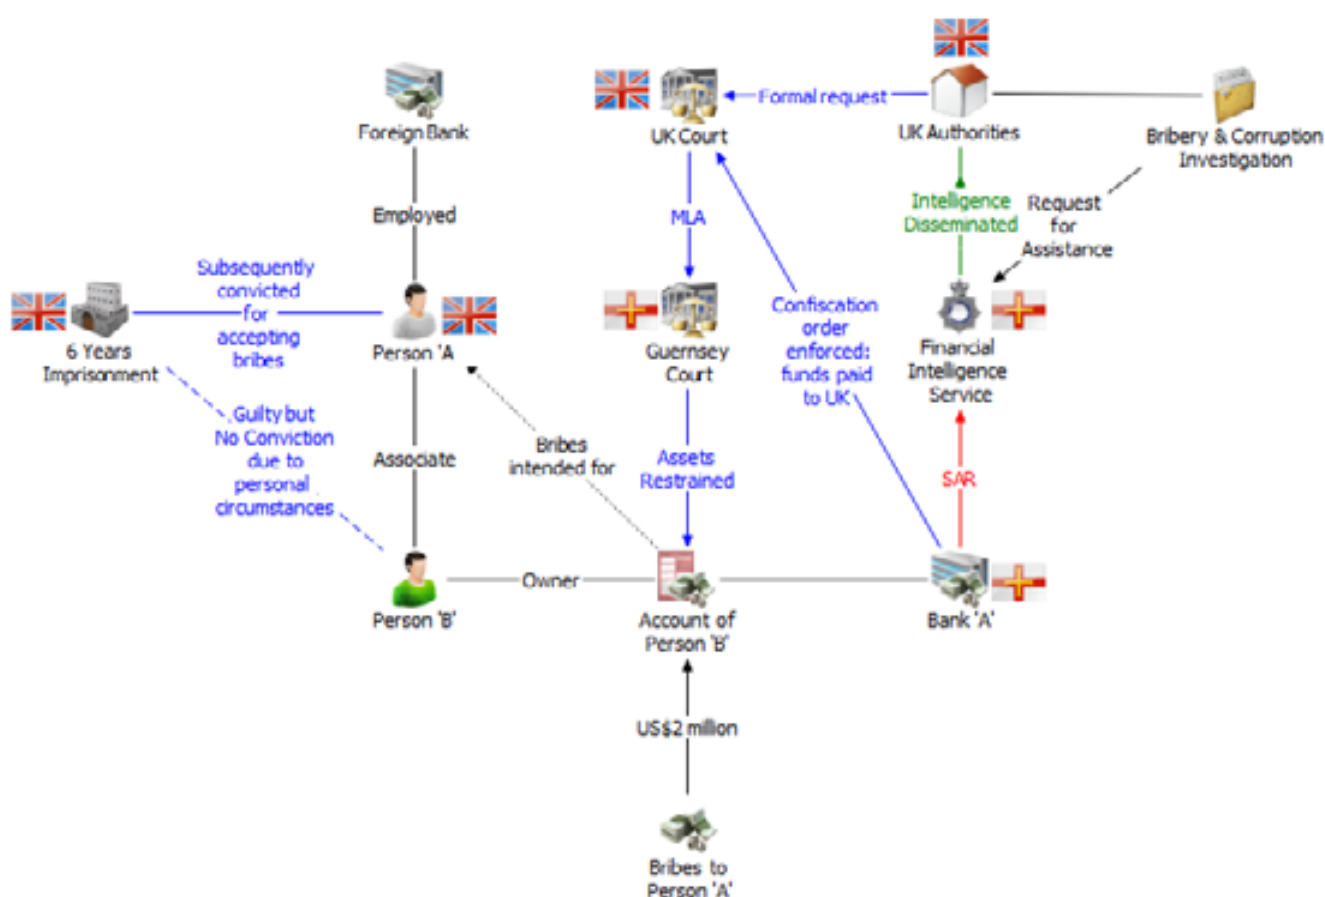 Foreign Bank
UK Court
Formal request
UK Authorities
Bribery & Corruption
Investigation
Employed
MLA
Intelligence
Disseminated
Request
for
Assistance
Subsequently
convicted
for
accepting
bribes
6 Years
Imprisonment
Person 'A
Guernsey
Court
Confiscation
order
enforced:
funds paid
to UK
Financial
Intelligence
Service
Guilty but
No Conviction
due to
personal
circumstances
Associate
Bribes
intended for
Assets
Restrained
SAR
Person 'B'
Owner
Account of
Person 'B'
Bank 'A'
US$2 million
Bribes to
Person 'A'